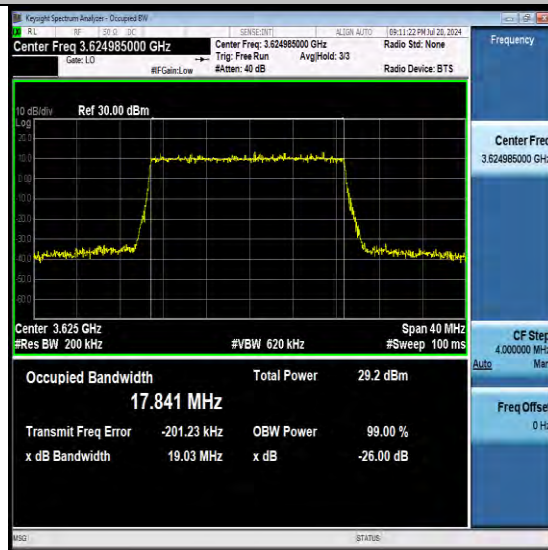 Keysight Spectrum Analyzer - Occupied BW
RL RF 50 Ω DC SENSE:INT ALIGN AUTO 09:11:22 PM Jul 20, 2024
Center Freq 3.624985000 GHz Center Freq: 3.624985000 GHz Radio Std: None Frequency
Gate: LO Trig: Free Run Avg|Hold: 3/3
#IFGain:Low #Atten: 40 dB Radio Device: BTS
10 dB/div Ref 30.00 dBm
Log
20.0
10.0
0.00
-10.0
-20.0
-30.0
-40.0
-50.0
-60.0
Center Freq
3.624985000 GHz
Center 3.625 GHz Span 40 MHz
#Res BW 200 kHz #VBW 620 kHz #Sweep 100 ms
CF Step
4.000000 MHz
Auto Man
Occupied Bandwidth Total Power 29.2 dBm
17.841 MHz
Transmit Freq Error -201.23 kHz OBW Power 99.00 %
x dB Bandwidth 19.03 MHz x dB -26.00 dB
Freq Offset
0 Hz
MSG STATUS